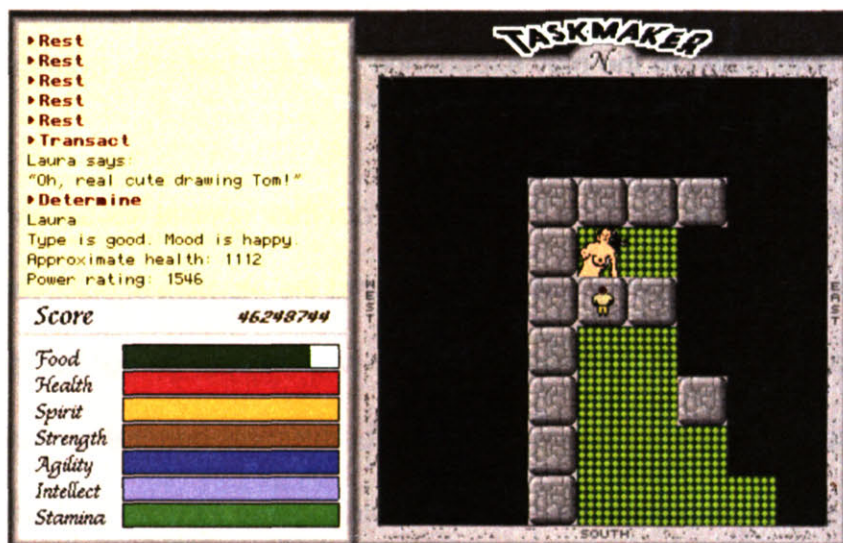 ▸Rest
▸Rest
▸Rest
▸Rest
▸Rest
▸Transact
Laura says:
"Oh, real cute drawing Tom!"
▸Determine
Laura
Type is good. Mood is happy.
Approximate health: 1112
Power rating: 1546
Score 46248744
Food
Health
Spirit
Strength
Agility
Intellect
Stamina
TASKMAKER
N
WEST
EAST
SOUTH